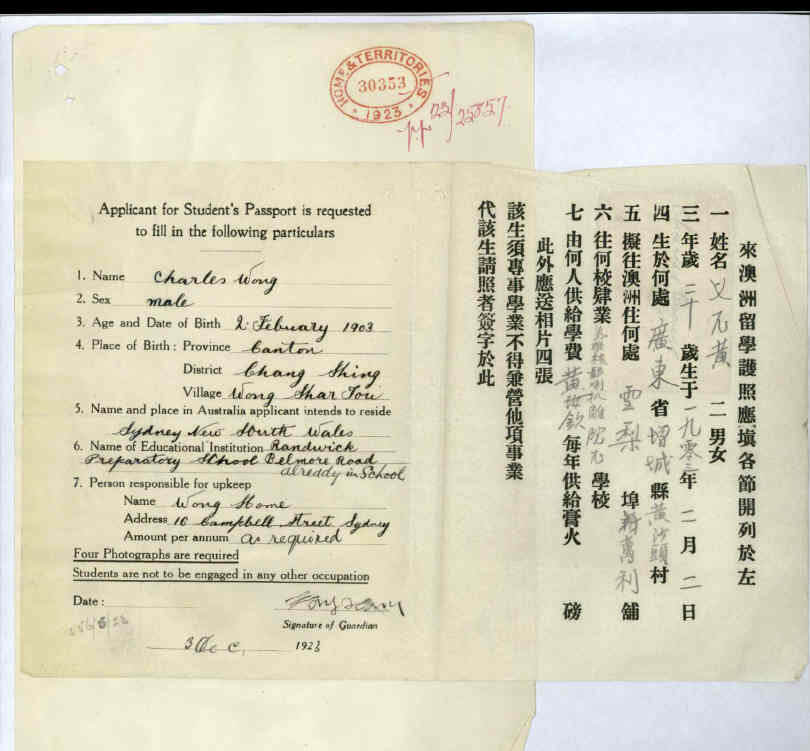 HOME & TERRITORIES
30353
1923
p.p. 23/25857.
Applicant for Student's Passport is requested
to fill in the following particulars
1. Name Charles Wong
2. Sex male
3. Age and Date of Birth 2. Febuary 1903
4. Place of Birth : Province Canton
District Chang Shing
Village Wong Shar Tou
5. Name and place in Australia applicant intends to reside
Sydney New South Wales
6. Name of Educational Institution Randwick
Preparatory School Belmore Road
alreddy in School
7. Person responsible for upkeep
Name Wong Home
Address 16 Campbell Street Sydney
Amount per annum as required
Four Photographs are required
Students are not to be engaged in any other occupation
Date :
Signature of Guardian
3 Dec. 1923
來澳洲留學護照應填各節開列於左
一 姓名 黃 二 男女
三 年歲 二十 歲生于一九零三年 二 月 二 日
四 生於何處 廣東 省 增城 縣 黃沙頭 村
五 擬往澳洲住何處 雪梨 埠 新萬利 舖
六 往何校肄業 學校
七 由何人供給學費 黃 欽 每年供給膏火 磅
此外應送相片四張
該生須專事學業不得兼營他項事業
代該生請照者簽字於此